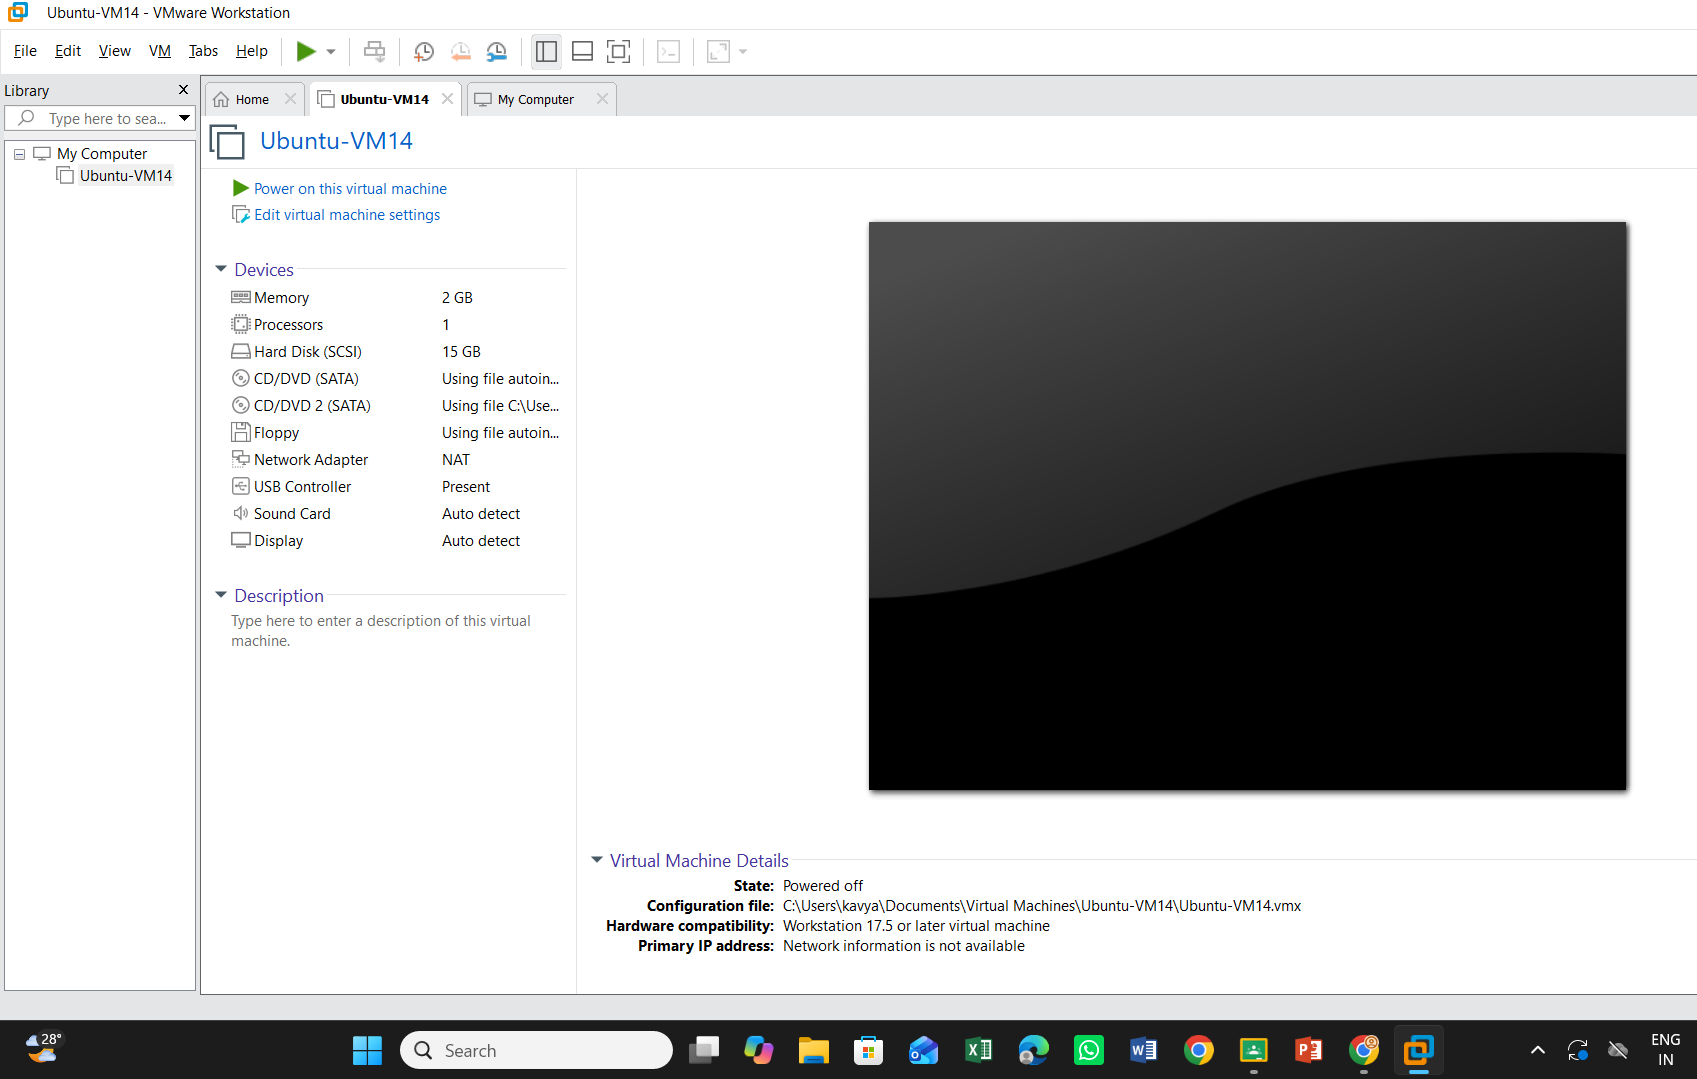 Ubuntu-VM14 - VMware Workstation
File Edit View VM Tabs Help
Library
Type here to sea...
My Computer
Ubuntu-VM14
Home
Ubuntu-VM14
My Computer
Ubuntu-VM14
Power on this virtual machine
Edit virtual machine settings
Devices
Memory 2 GB
Processors 1
Hard Disk (SCSI) 15 GB
CD/DVD (SATA) Using file autoin...
CD/DVD 2 (SATA) Using file C:\Use...
Floppy Using file autoin...
Network Adapter NAT
USB Controller Present
Sound Card Auto detect
Display Auto detect
Description
Type here to enter a description of this virtual
machine.
Virtual Machine Details
State: Powered off
Configuration file: C:\Users\kavya\Documents\Virtual Machines\Ubuntu-VM14\Ubuntu-VM14.vmx
Hardware compatibility: Workstation 17.5 or later virtual machine
Primary IP address: Network information is not available
28°
Search
ENG
IN